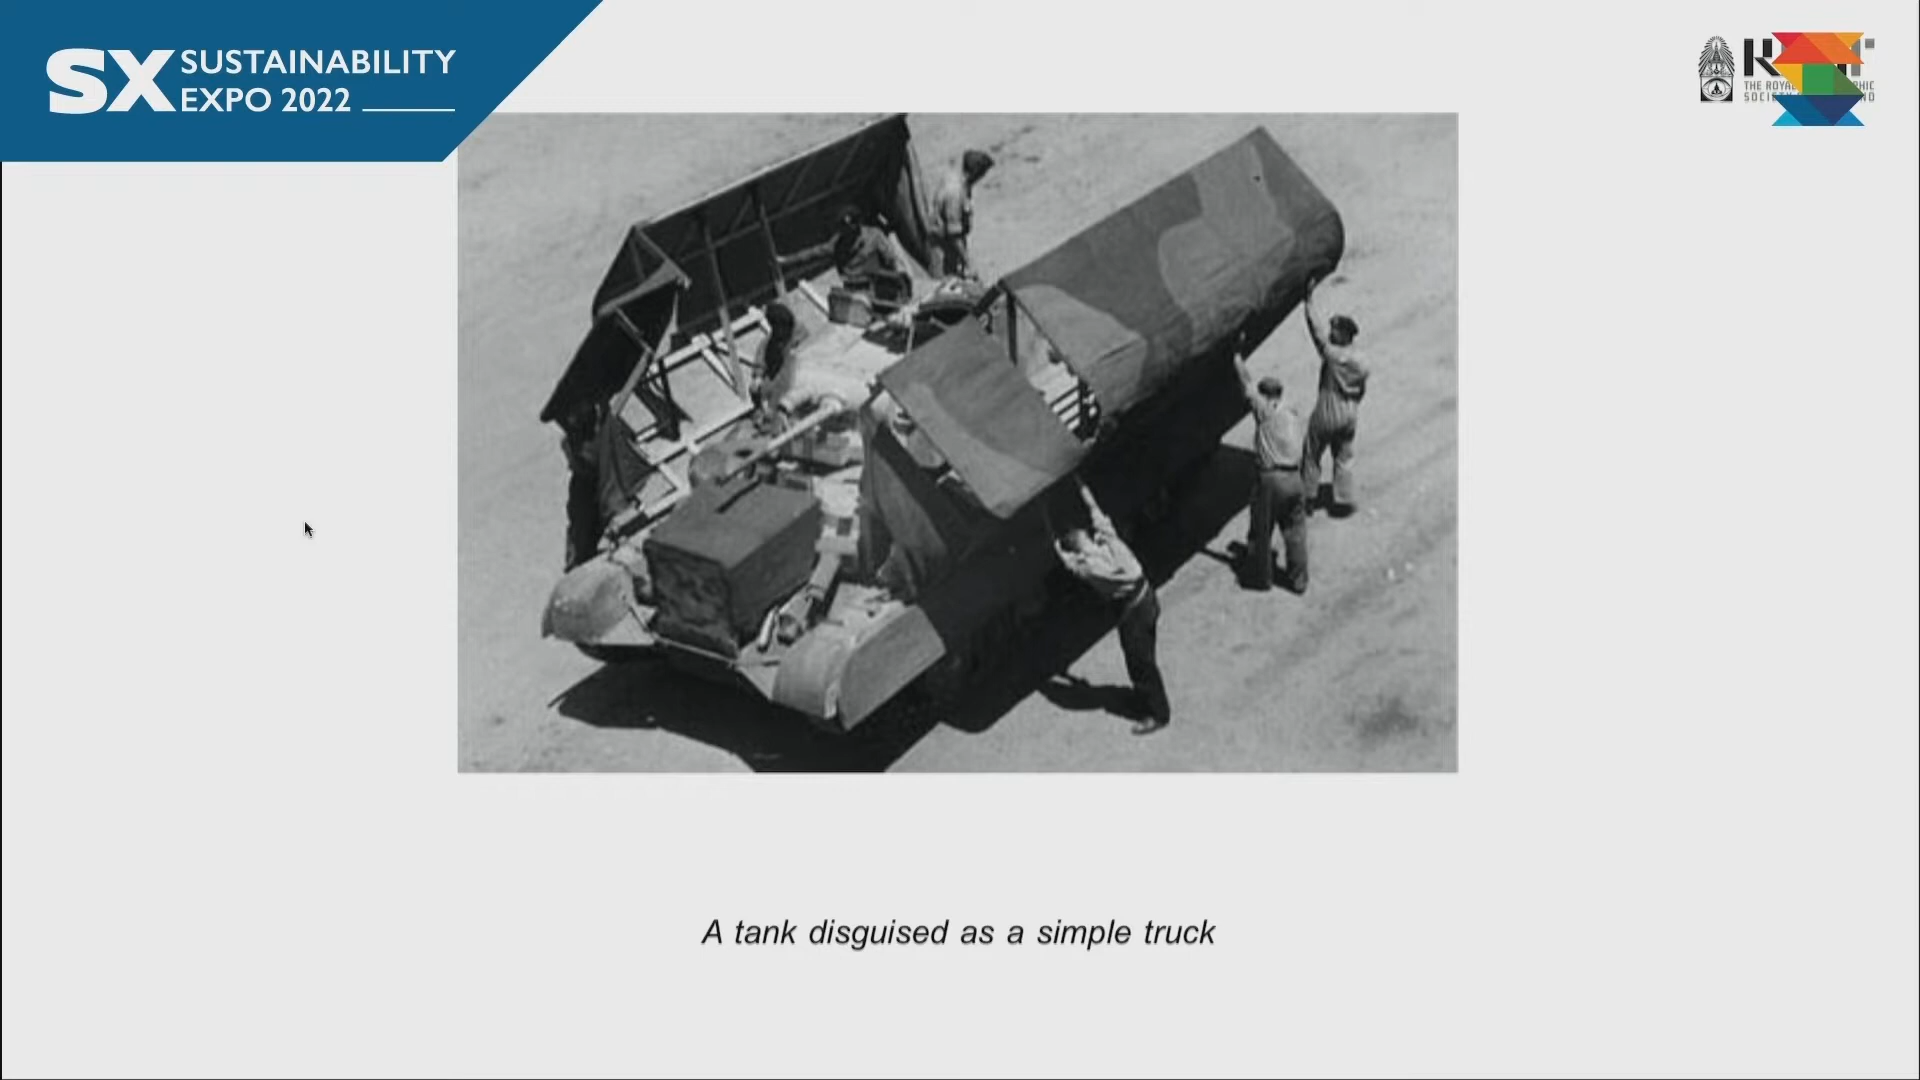 SX SUSTAINABILITY
EXPO 2022
A tank disguised as a simple truck